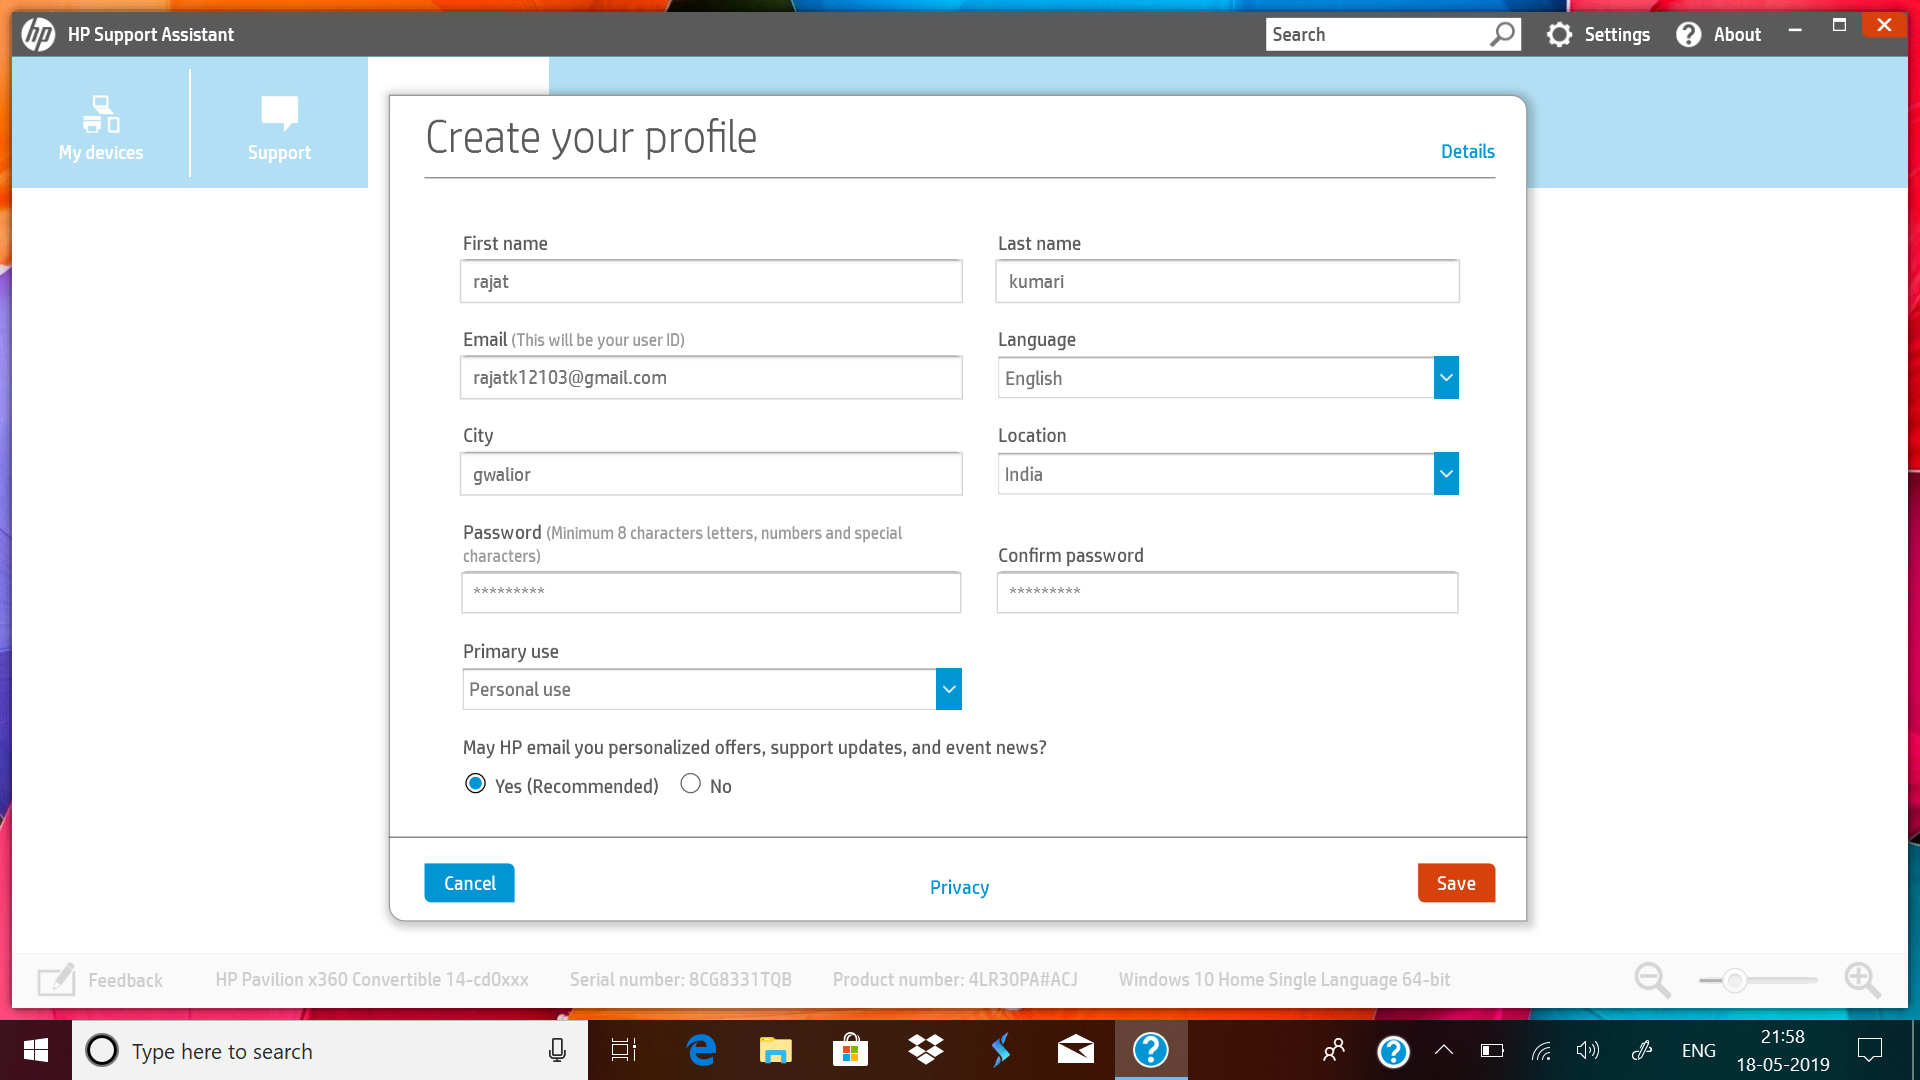 hp HP Support Assistant
Search
Settings
About
My devices
Support
Create your profile
Details
First name
Last name
rajat
kumari
Email (This will be your user ID)
Language
rajatk12103@gmail.com
English
City
Location
gwalior
India
Password (Minimum 8 characters letters, numbers and special
characters)
Confirm password
*********
*********
Primary use
Personal use
May HP email you personalized offers, support updates, and event news?
Yes (Recommended)
No
Cancel
Privacy
Save
Feedback
HP Pavilion x360 Convertible 14-cd0xxx
Serial number: 8CG8331TQB
Product number: 4LR30PA#ACJ
Windows 10 Home Single Language 64-bit
Type here to search
ENG
21:58
18-05-2019